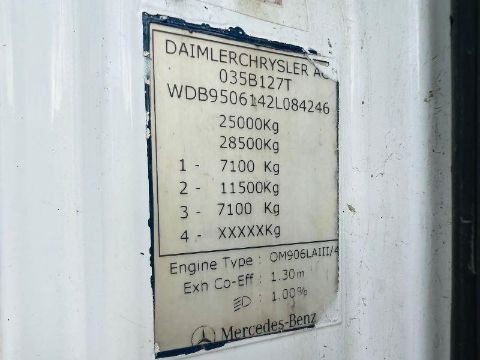 DAIMLERCHRYSLER AG
035B127T
WDB9506142L084246
25000Kg
28500Kg
1 - 7100 Kg
2 - 11500Kg
3 - 7100 Kg
4 - XXXXXKg
Engine Type : OM906LAIII/4
Exh Co-Eff : 1.30m
: 1.00%
Mercedes-Benz